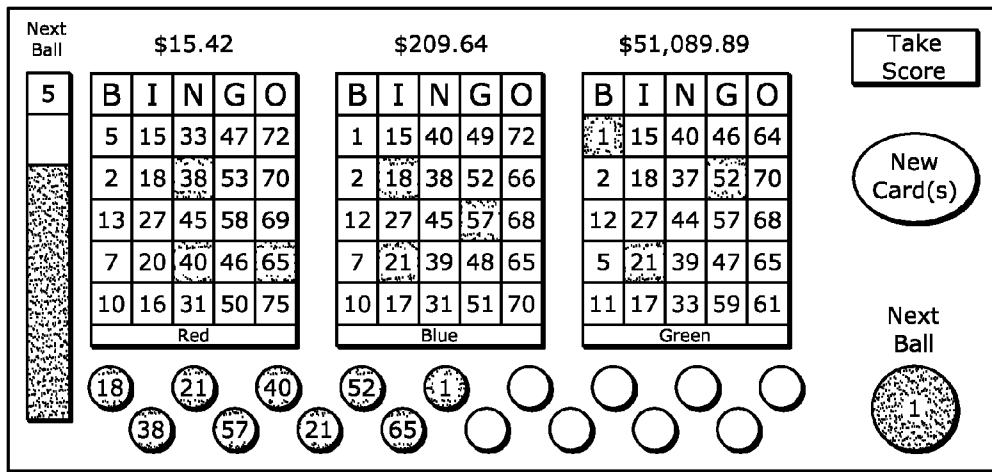 Next
Ball
$15.42
$209.64
$51,089.89
Take
Score
5
B I N G O
5 15 33 47 72
2 18 38 53 70
13 27 45 58 69
7 20 40 46 65
10 16 31 50 75
Red
B I N G O
1 15 40 49 72
2 18 38 52 66
12 27 45 57 68
7 21 39 48 65
10 17 31 51 70
Blue
B I N G O
1 15 40 46 64
2 18 37 52 70
12 27 44 57 68
5 21 39 47 65
11 17 33 59 61
Green
New
Card(s)
Next
Ball
1
18 21 40 52 1
38 57 21 65